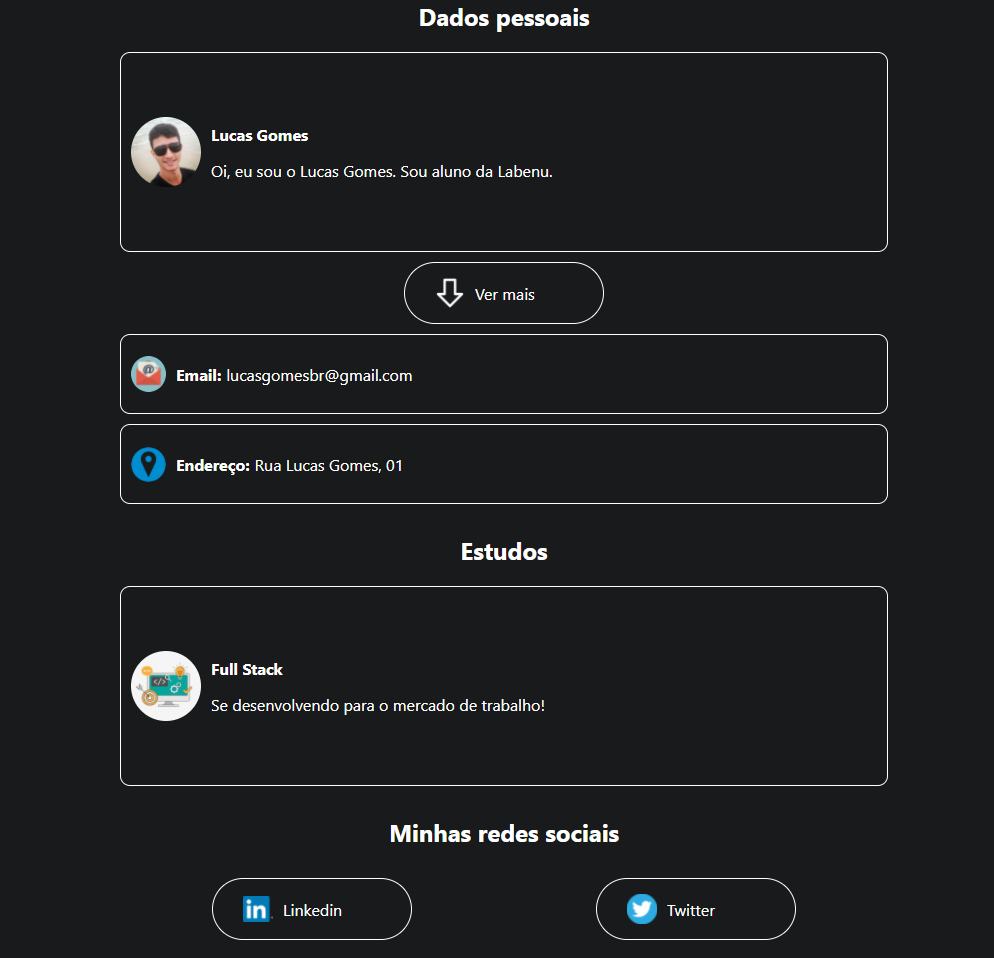 Dados pessoais
Lucas Gomes
Oi, eu sou o Lucas Gomes. Sou aluno da Labenu.
Ver mais
Email: lucasgomesbr@gmail.com
Endereço: Rua Lucas Gomes, 01
Estudos
Full Stack
Se desenvolvendo para o mercado de trabalho!
Minhas redes sociais
in Linkedin
Twitter